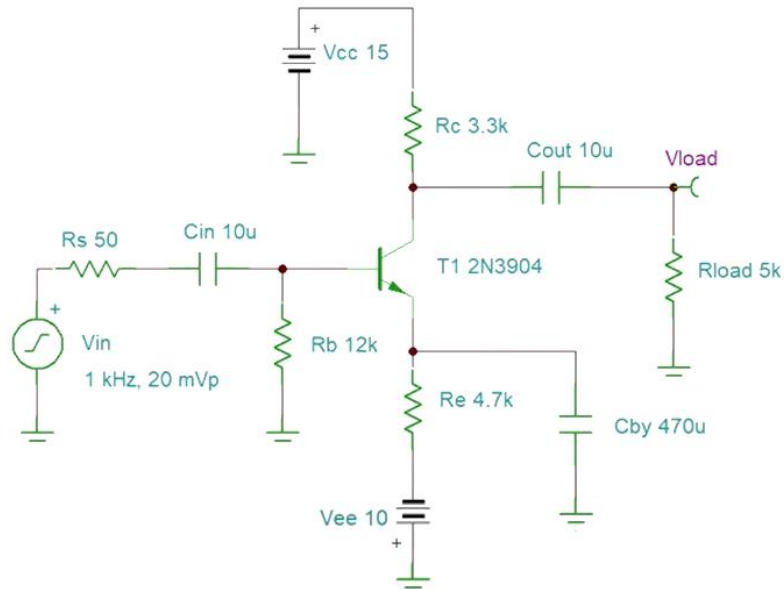 +
Vcc 15
Rc 3.3k
Cout 10u
Vload
Rs 50
Cin 10u
T1 2N3904
Rload 5k
+
Vin
Rb 12k
1 kHz, 20 mVp
Re 4.7k
Cby 470u
Vee 10
+